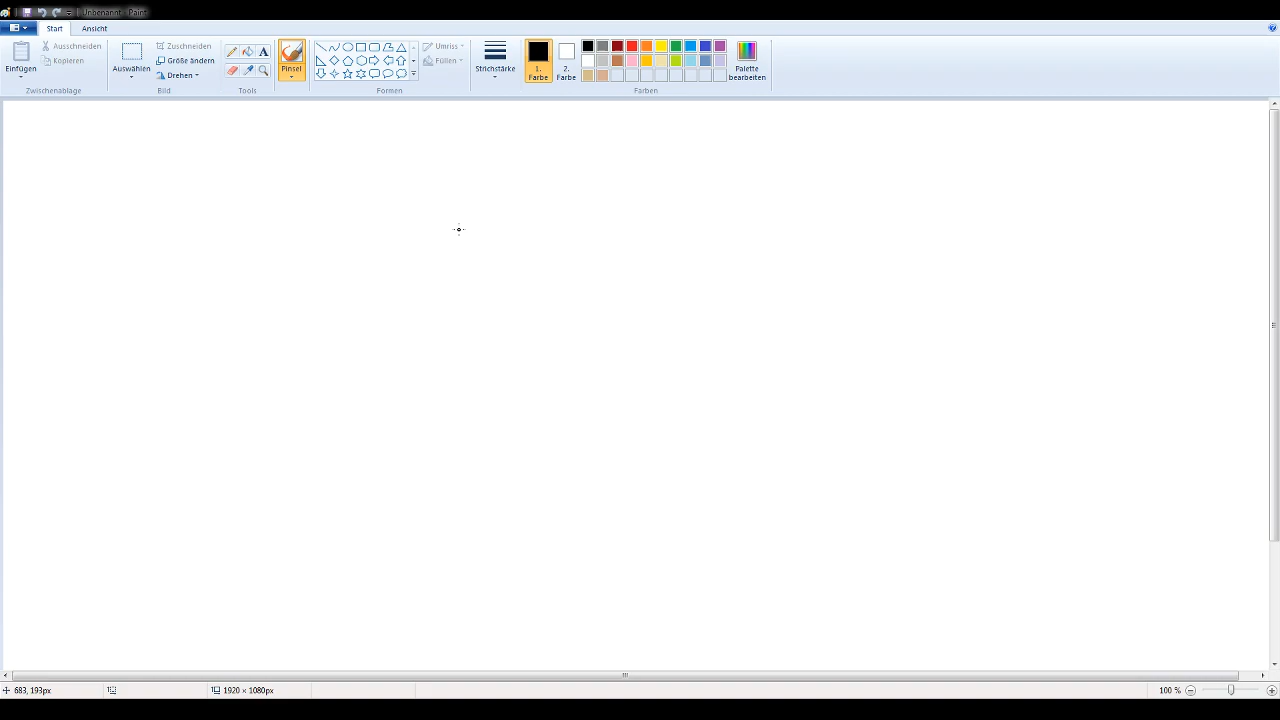 Unbenannt - Paint
Start Ansicht
Einfügen
Ausschneiden
Kopieren
Zwischenablage
Auswählen
Zuschneiden
Größe ändern
Drehen
Bild
A
Tools
Pinsel
Formen
Umriss
Füllen
Strichstärke
1. Farbe
2. Farbe
Palette bearbeiten
Farben
683, 193px 1920 × 1080px 100 %